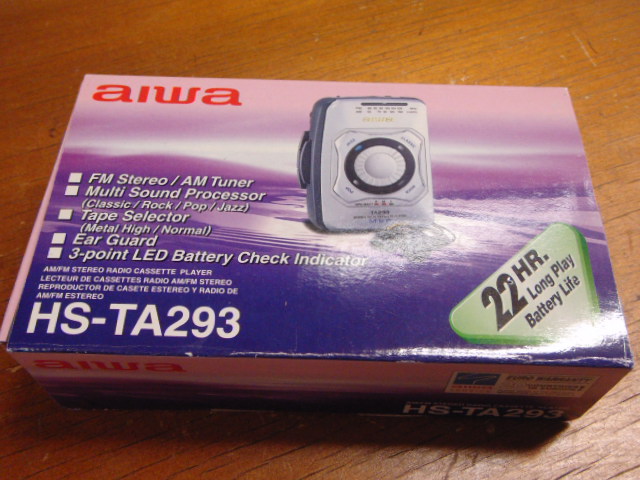 aiwa
FM Stereo / AM Tuner
Multi Sound Processor
(Classic / Rock / Pop / Jazz)
Tape Selector
(Metal High / Normal)
Ear Guard
3-point LED Battery Check Indicator
AM/FM STEREO RADIO CASSETTE PLAYER
LECTEUR DE CASSETTES RADIO AM/FM STEREO
REPRODUCTOR DE CASETE ESTEREO Y RADIO DE
AM/FM ESTEREO
HS-TA293
22 HR.
Long Play
Battery Life
aiwa
HS-TA293